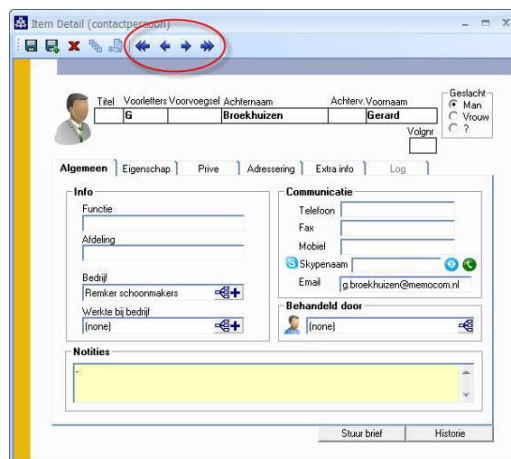 Item Detail (contactpersoon)
Geslacht
Titel Voorletters Voorvoegsel Achternaam Achterv. Voornaam
Man
G Broekhuizen Gerard
Vrouw
?
Volgnr
Algemeen Eigenschap Prive Adressering Extra info Log
Info
Communicatie
Functie
Telefoon
Fax
Afdeling
Mobiel
Skypenaam
Bedrijf
Email g.broekhuizen@memocom.nl
Remker schoonmakers
Werkte bij bedrijf
Behandeld door
(none)
(none)
Notities
-
Stuur brief Historie